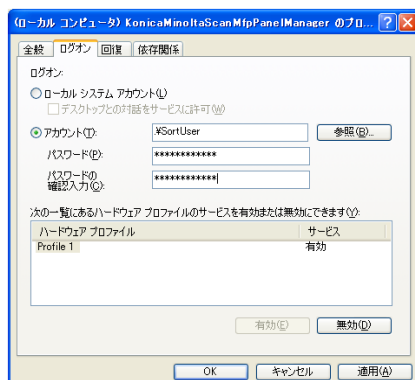 (ローカル コンピュータ) KonicaMinoltaScanMfpPanelManager のプロ...
全般 ログオン 回復 依存関係
ログオン:
ローカル システム アカウント(L)
デスクトップとの対話をサービスに許可(W)
アカウント(T): .¥SortUser 参照(B)...
パスワード(P): ************
パスワードの
確認入力(C): ************
次の一覧にあるハードウェア プロファイルのサービスを有効または無効にできます(Y):
ハードウェア プロファイル サービス
Profile 1 有効
有効(E) 無効(D)
OK キャンセル 適用(A)